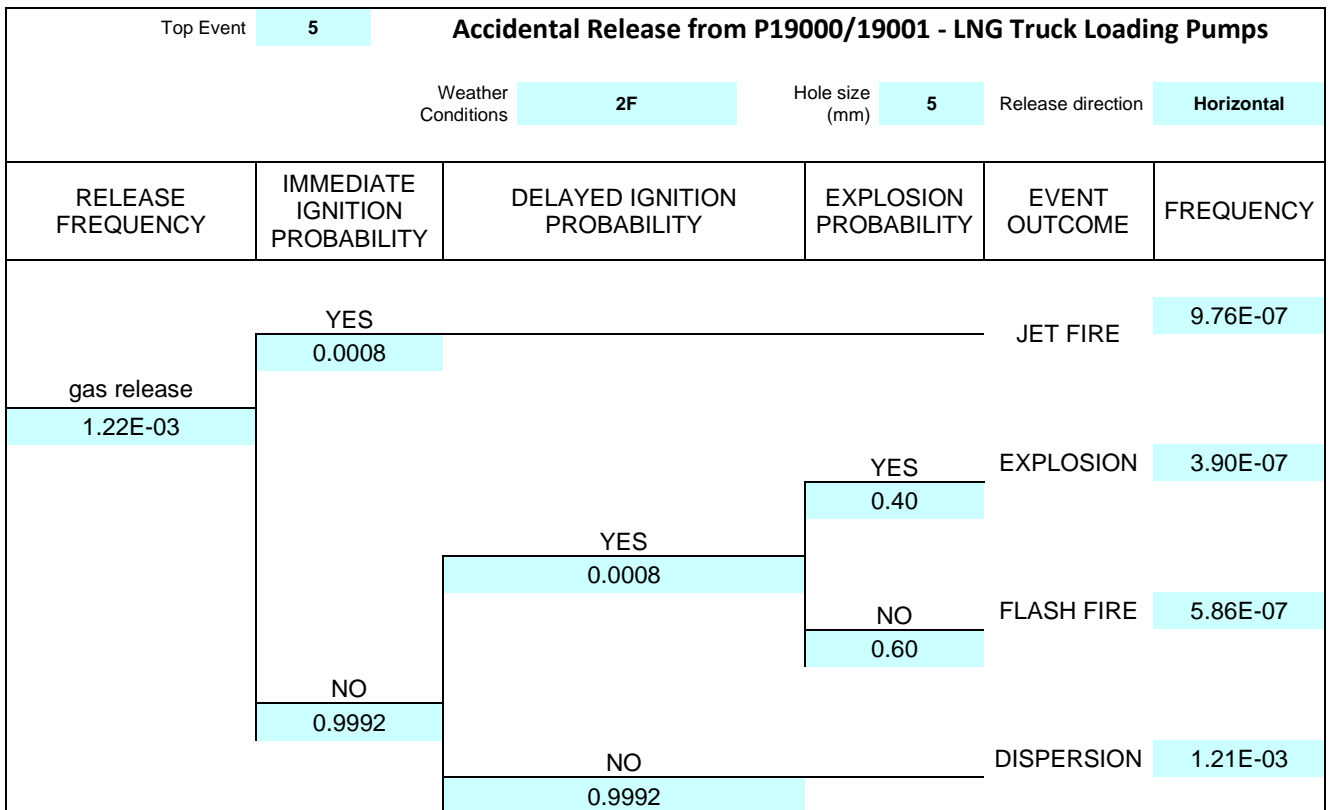 Top Event 5 Accidental Release from P19000/19001 - LNG Truck Loading Pumps
Weather Conditions 2F Hole size (mm) 5 Release direction Horizontal
RELEASE FREQUENCY
IMMEDIATE IGNITION PROBABILITY
DELAYED IGNITION PROBABILITY
EXPLOSION PROBABILITY
EVENT OUTCOME
FREQUENCY
YES
0.0008
JET FIRE
9.76E-07
gas release
1.22E-03
YES
0.40
EXPLOSION
3.90E-07
YES
0.0008
NO
0.60
FLASH FIRE
5.86E-07
NO
0.9992
NO
0.9992
DISPERSION
1.21E-03